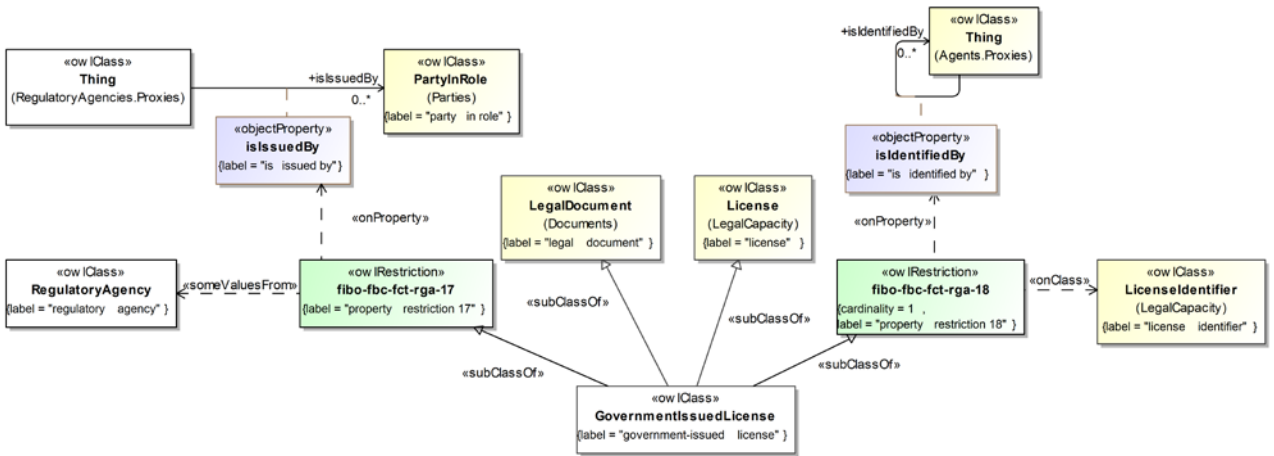 «owlClass»
Thing
(RegulatoryAgencies.Proxies)
+isIssuedBy
0..*
«owlClass»
PartyInRole
(Parties)
{label = "party in role" }
«objectProperty»
isIssuedBy
{label = "is issued by"}
+isIdentifiedBy
0..*
«owlClass»
Thing
(Agents.Proxies)
«objectProperty»
isIdentifiedBy
{label = "is identified by" }
«onProperty»
«owlClass»
LegalDocument
(Documents)
{label = "legal document" }
«owlClass»
License
(LegalCapacity)
{label = "license" }
«onProperty»
«owlClass»
RegulatoryAgency
{label = "regulatory agency"}
«someValuesFrom»
«owlRestriction»
fibo-fbc-fct-rga-17
{label = "property restriction 17"}
«subClassOf»
«subClassOf»
«owlRestriction»
fibo-fbc-fct-rga-18
{cardinality = 1 ,
label = "property restriction 18" }
«onClass»
«owlClass»
LicenseIdentifier
(LegalCapacity)
{label = "license identifier"}
«subClassOf»
«subClassOf»
«owlClass»
GovernmentIssuedLicense
{label = "government-issued license" }